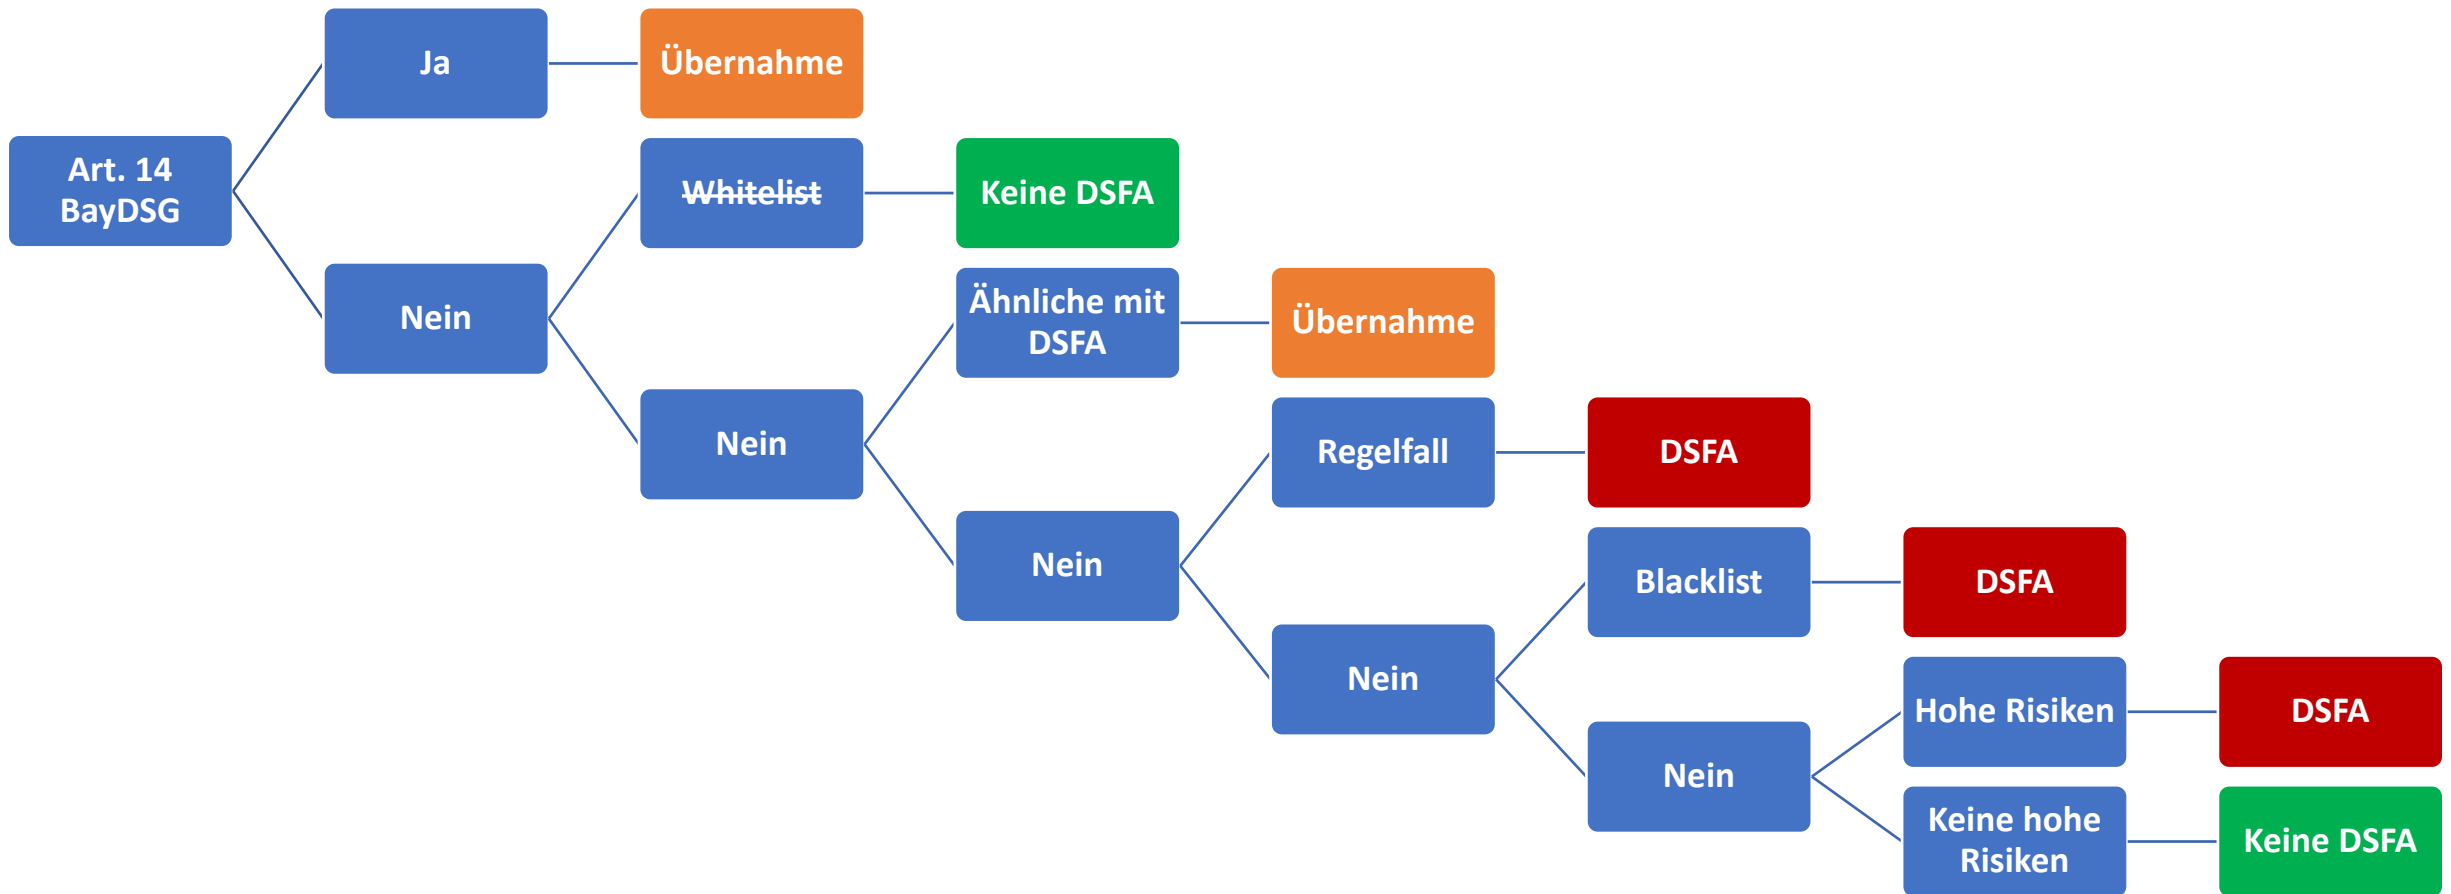 Ja
Übernahme
Art. 14
BayDSG
Whitelist
Keine DSFA
Nein
Ähnliche mit
DSFA
Übernahme
Nein
Regelfall
DSFA
Nein
Blacklist
DSFA
Nein
Hohe Risiken
DSFA
Nein
Keine hohe
Risiken
Keine DSFA